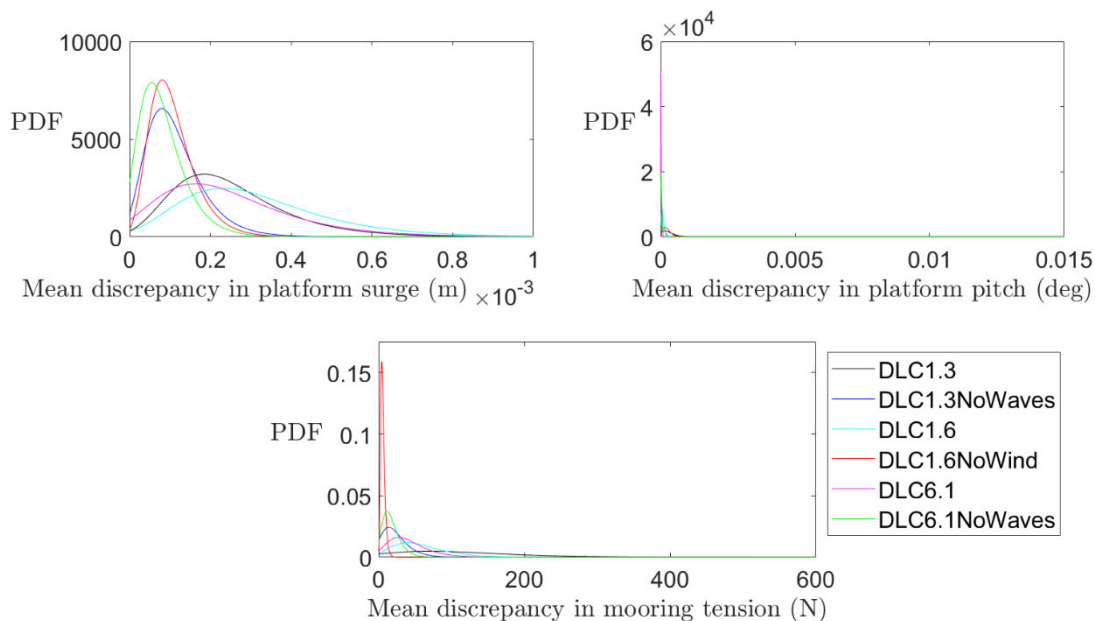 10000
5000
0
PDF
0 0.2 0.4 0.6 0.8 1
Mean discrepancy in platform surge (m) ×10-3
×10^4
6
4
2
0
PDF
0 0.005 0.01 0.015
Mean discrepancy in platform pitch (deg)
0.15
0.1
0.05
0
PDF
0 200 400 600
Mean discrepancy in mooring tension (N)
DLC1.3
DLC1.3NoWaves
DLC1.6
DLC1.6NoWind
DLC6.1
DLC6.1NoWaves